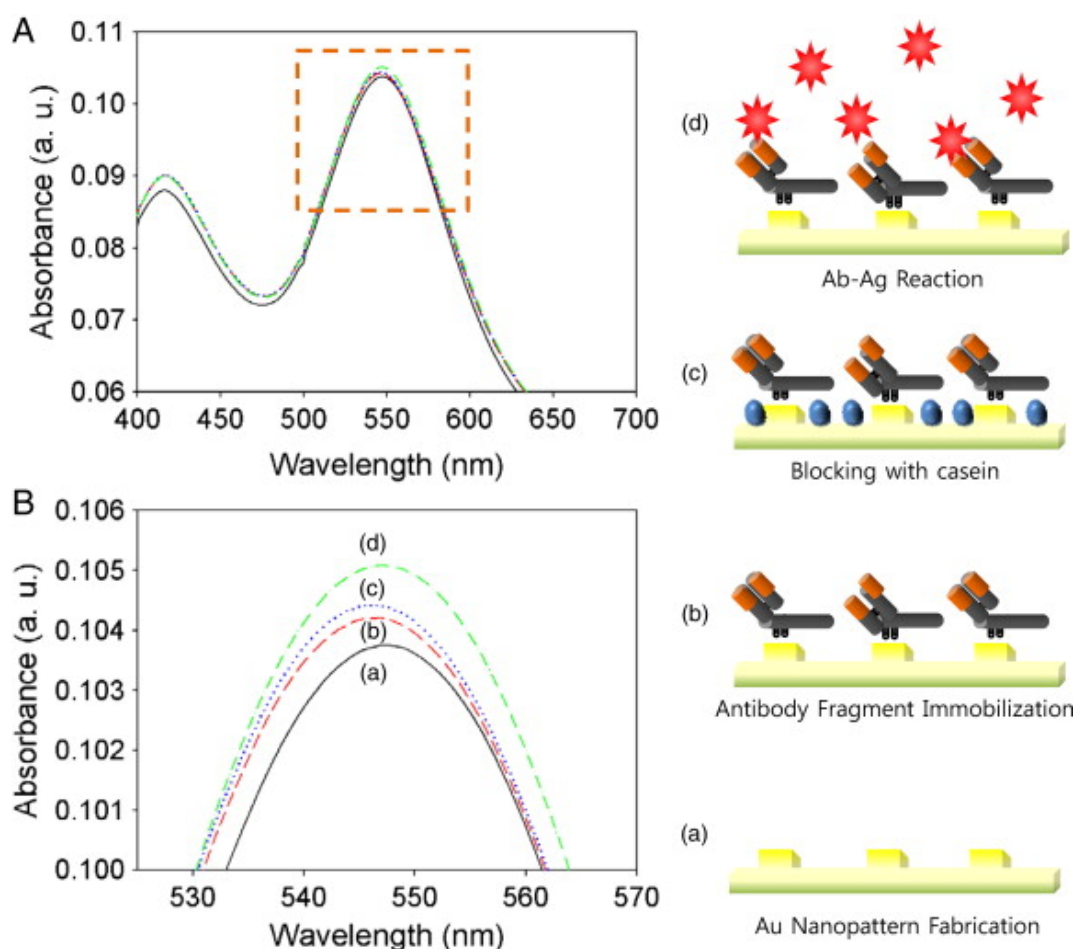 A
0.11
0.10
0.09
0.08
0.07
0.06
Absorbance (a. u.)
400 450 500 550 600 650 700
Wavelength (nm)
B
0.106
0.105
0.104
0.103
0.102
0.101
0.100
Absorbance (a. u.)
(d)
(c)
(b)
(a)
530 540 550 560 570
Wavelength (nm)
(d)
Ab-Ag Reaction
(c)
Blocking with casein
(b)
Antibody Fragment Immobilization
(a)
Au Nanopattern Fabrication